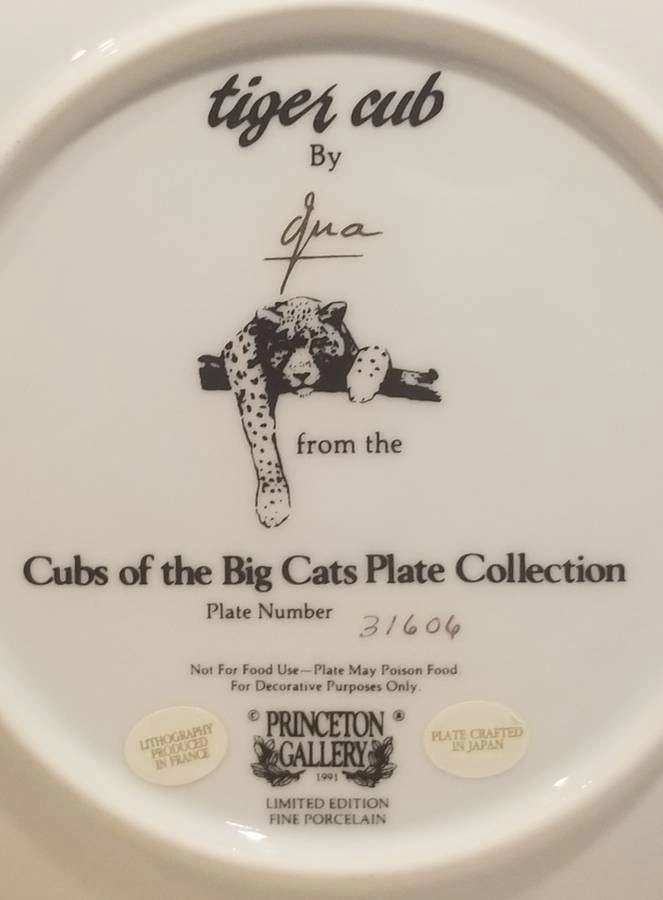 tiger cub
By
Qua
from the
Cubs of the Big Cats Plate Collection
Plate Number 31606
Not For Food Use—Plate May Poison Food
For Decorative Purposes Only.
LITHOGRAPHY
PRODUCED
IN FRANCE
© PRINCETON ®
GALLERY
1991
PLATE CRAFTED
IN JAPAN
LIMITED EDITION
FINE PORCELAIN